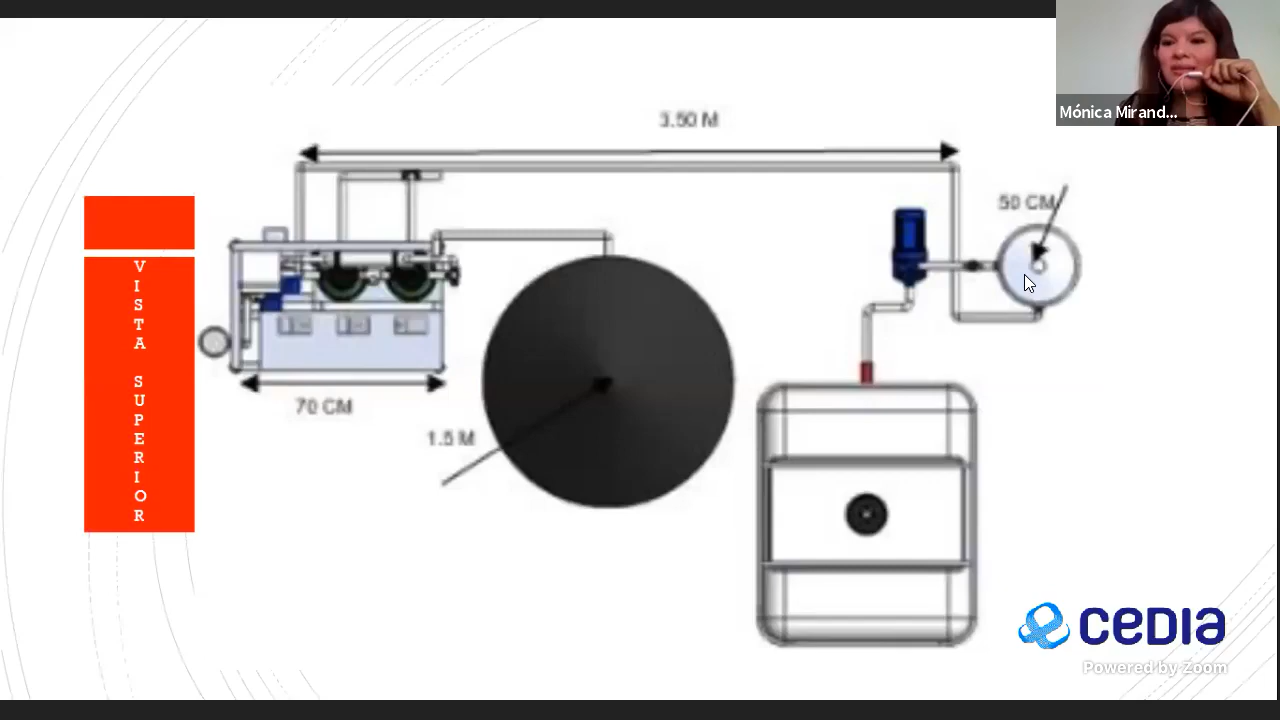 Mónica Mirand...
3.50 M
50 CM
VISTA SUPERIOR
70 CM
1.5 M
CEDIA
Powered by Zoom